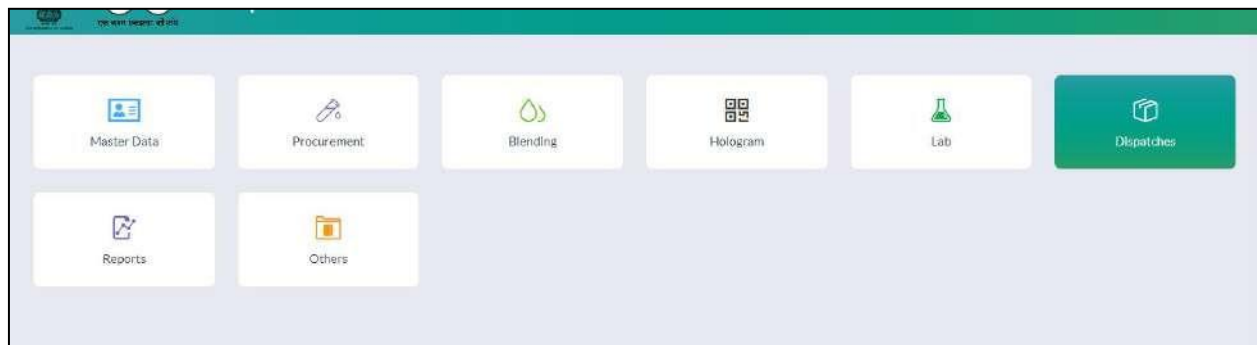 Master Data
Procurement
Blending
Hologram
Lab
Dispatches
Reports
Others